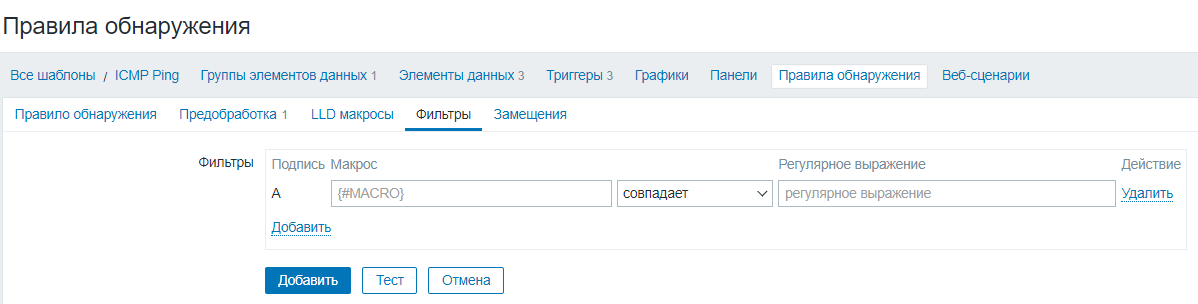 Правила обнаружения
Все шаблоны / ICMP Ping Группы элементов данных 1 Элементы данных 3 Триггеры 3 Графики Панели Правила обнаружения Веб-сценарии
Правило обнаружения Предобработка 1 LLD макросы Фильтры Замещения
Фильтры Подпись Макрос Регулярное выражение Действие
A {#MACRO} совпадает регулярное выражение Удалить
Добавить
Добавить Тест Отмена